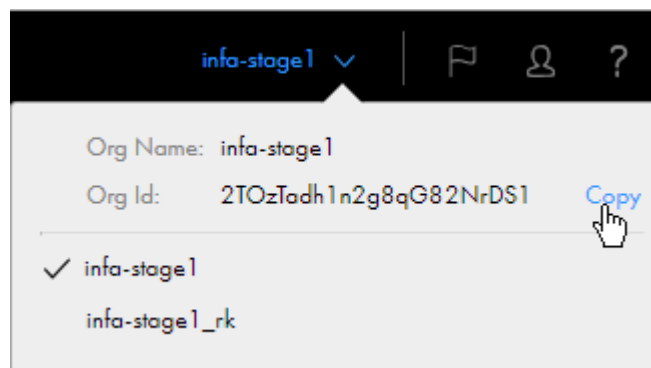 infa-stage1
?
Org Name: infa-stage1
Org Id: 2TOzTadh1n2g8qG82NrDS1 Copy
infa-stage1
infa-stage1_rk